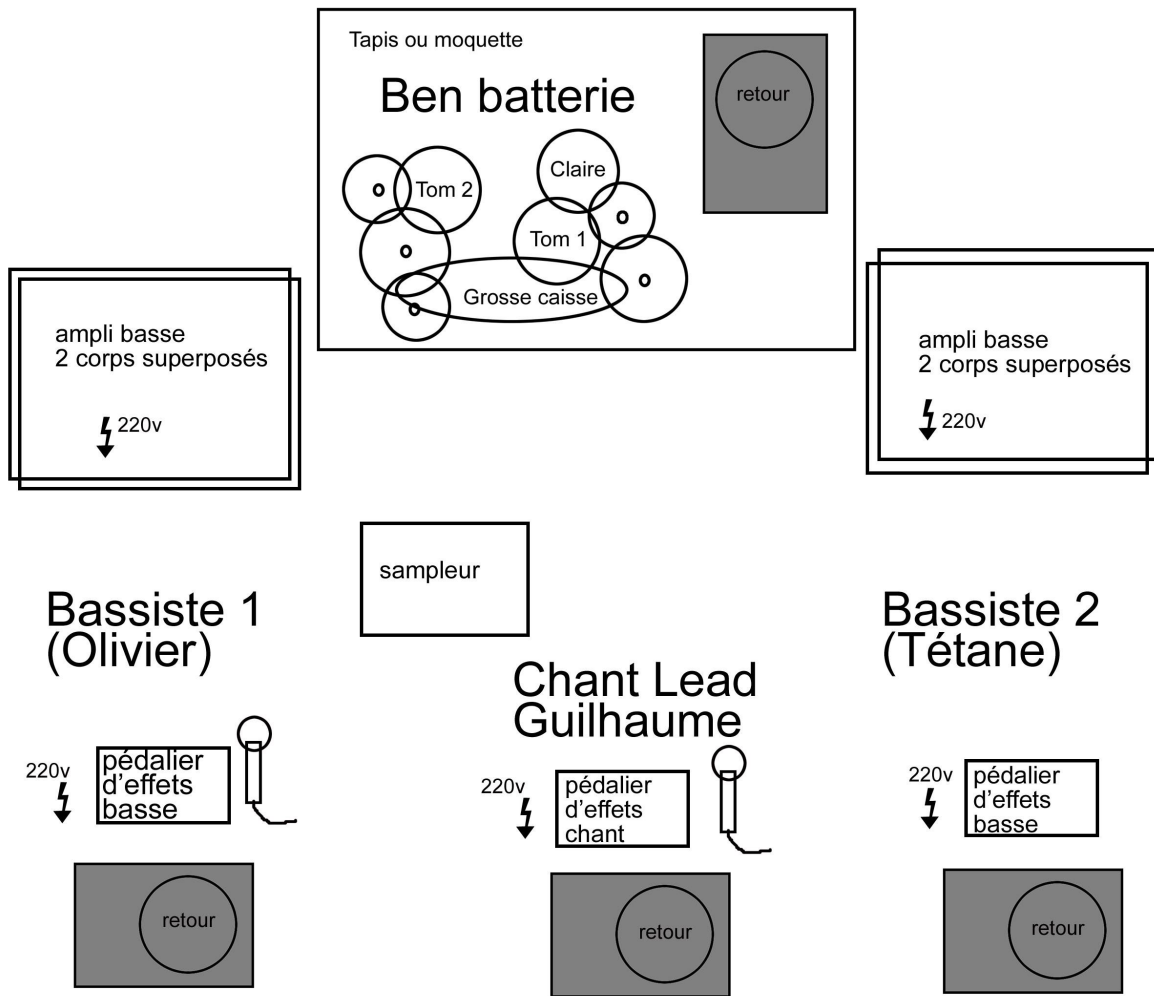 Tapis ou moquette
retour
Ben batterie
Claire
Tom 2
Tom 1
Grosse caisse
ampli basse
2 corps superposés
220v
ampli basse
2 corps superposés
220v
sampleur
Bassiste 1
(Olivier)
Bassiste 2
(Tétane)
Chant Lead
Guilhaume
220v
pédalier
d'effets
basse
220v
pédalier
d'effets
chant
220v
pédalier
d'effets
basse
retour
retour
retour